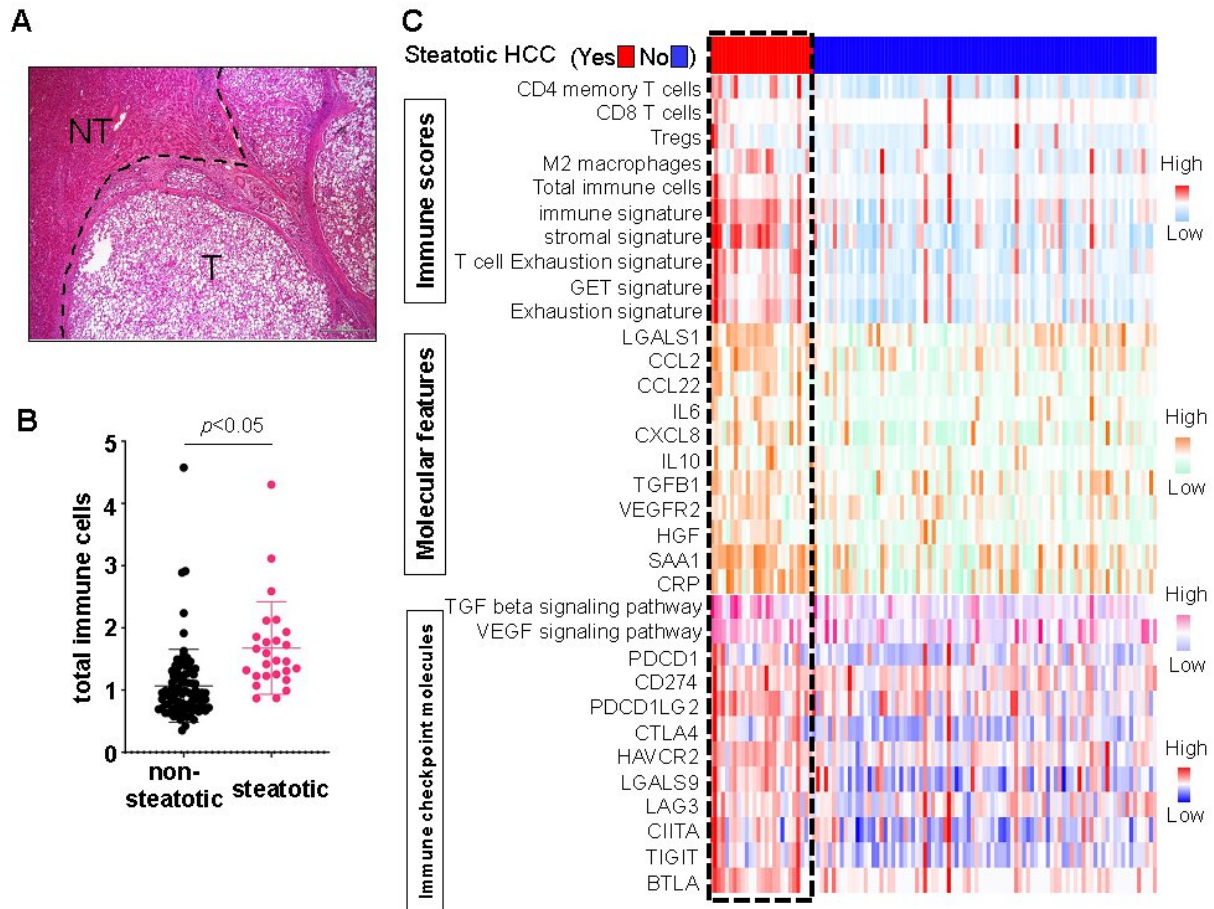 A
NT
T
B
p<0.05
total immune cells
5
4
3
2
1
0
non-
steatotic
steatotic
C
Steatotic HCC (Yes No )
Immune scores
CD4 memory T cells
CD8 T cells
Tregs
M2 macrophages
Total immune cells
immune signature
stromal signature
T cell Exhaustion signature
GET signature
Exhaustion signature
High
Low
Molecular features
LGALS1
CCL2
CCL22
IL6
CXCL8
IL10
TGFB1
VEGFR2
HGF
SAA1
CRP
High
Low
TGF beta signaling pathway
VEGF signaling pathway
High
Low
Immune checkpoint molecules
PDCD1
CD274
PDCD1LG2
CTLA4
HAVCR2
LGALS9
LAG3
CIITA
TIGIT
BTLA
High
Low